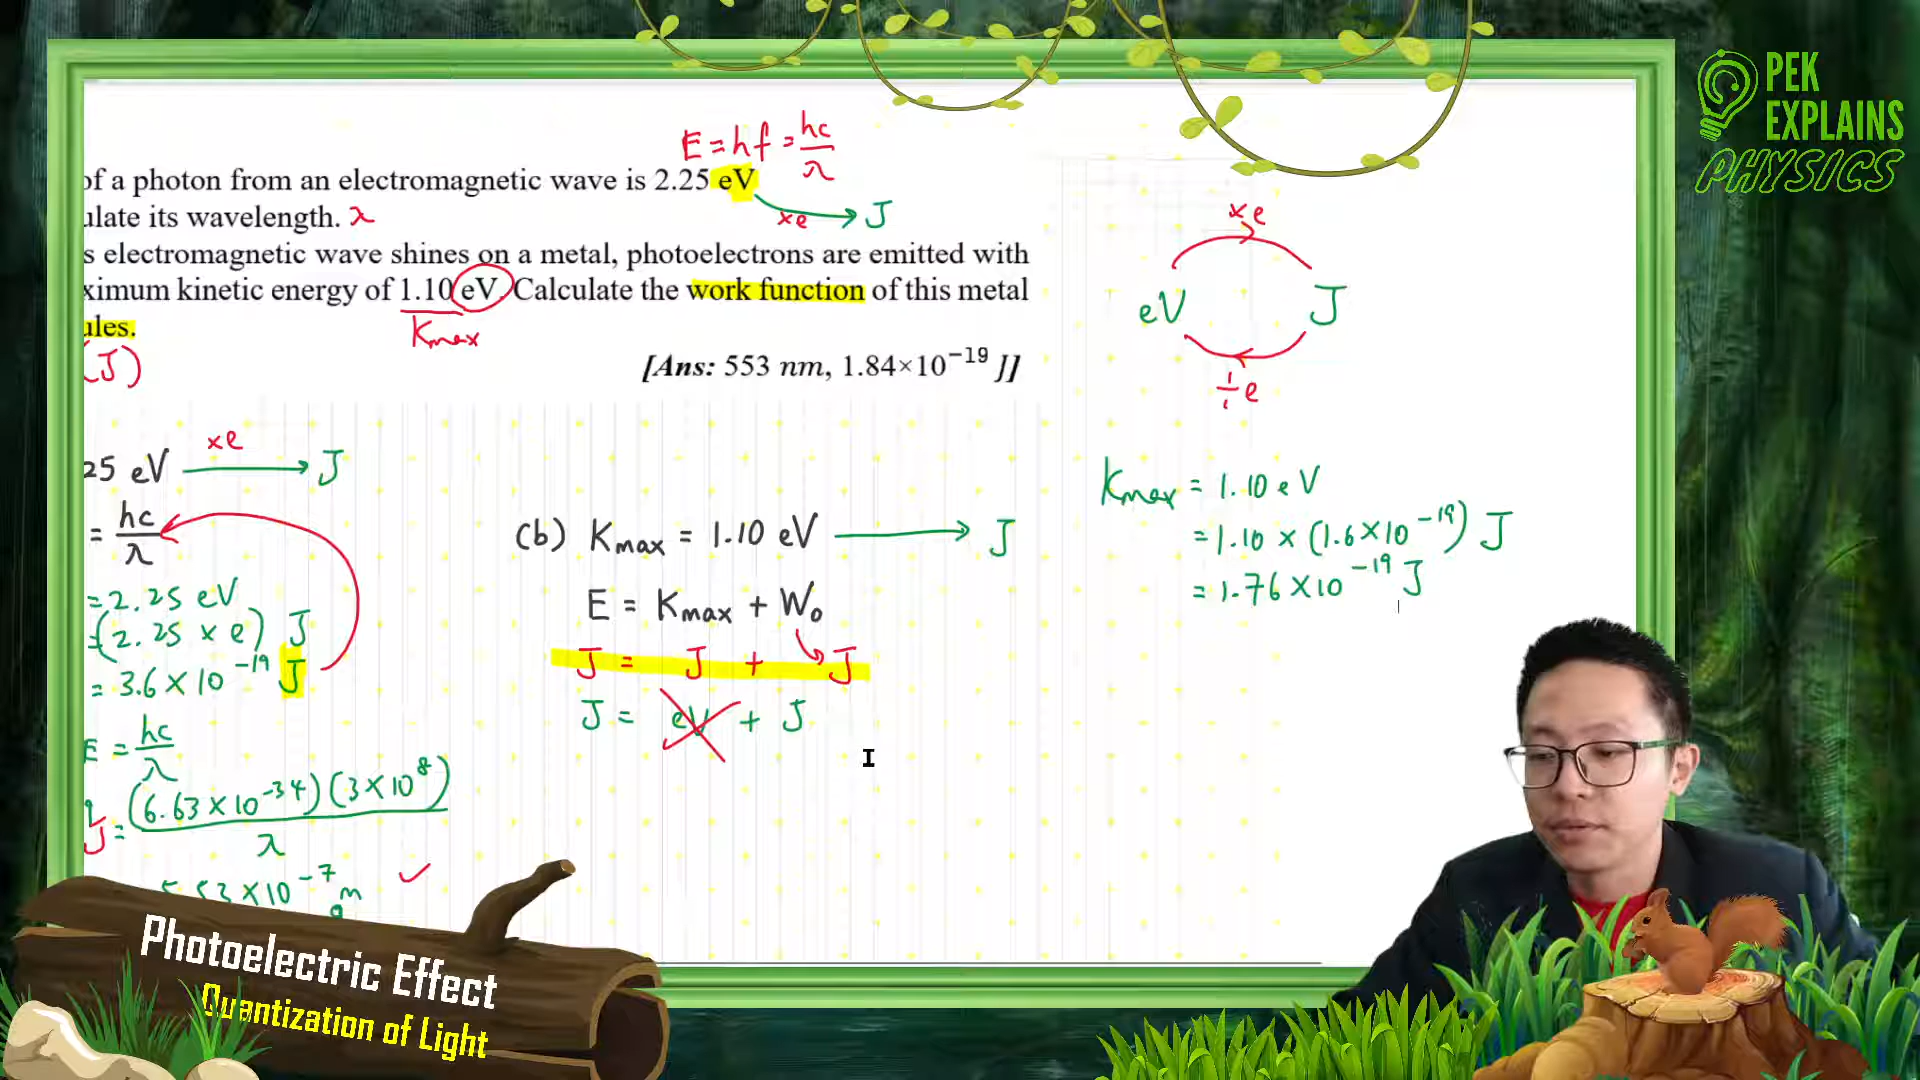 PEK
EXPLAINS
PHYSICS
E = hf = hc/λ
of a photon from an electromagnetic wave is 2.25 eV
×e → J
ulate its wavelength. λ
s electromagnetic wave shines on a metal, photoelectrons are emitted with
ximum kinetic energy of 1.10 eV. Calculate the work function of this metal
Kmax
ules.
(J)
[Ans: 553 nm, 1.84×10⁻¹⁹ J]
×e
eV J
÷e
25 eV → J
×e
= hc/λ
= 2.25 eV
= (2.25 × e) J
= 3.6 × 10⁻¹⁹ J
E = hc/λ
J = (6.63 × 10⁻³⁴)(3 × 10⁸)/λ
5.53 × 10⁻⁷ m
(b) Kmax = 1.10 eV → J
E = Kmax + W₀
J = J + J
J = eV + J
Kmax = 1.10 eV
= 1.10 × (1.6 × 10⁻¹⁹) J
= 1.76 × 10⁻¹⁹ J
Photoelectric Effect
Quantization of Light